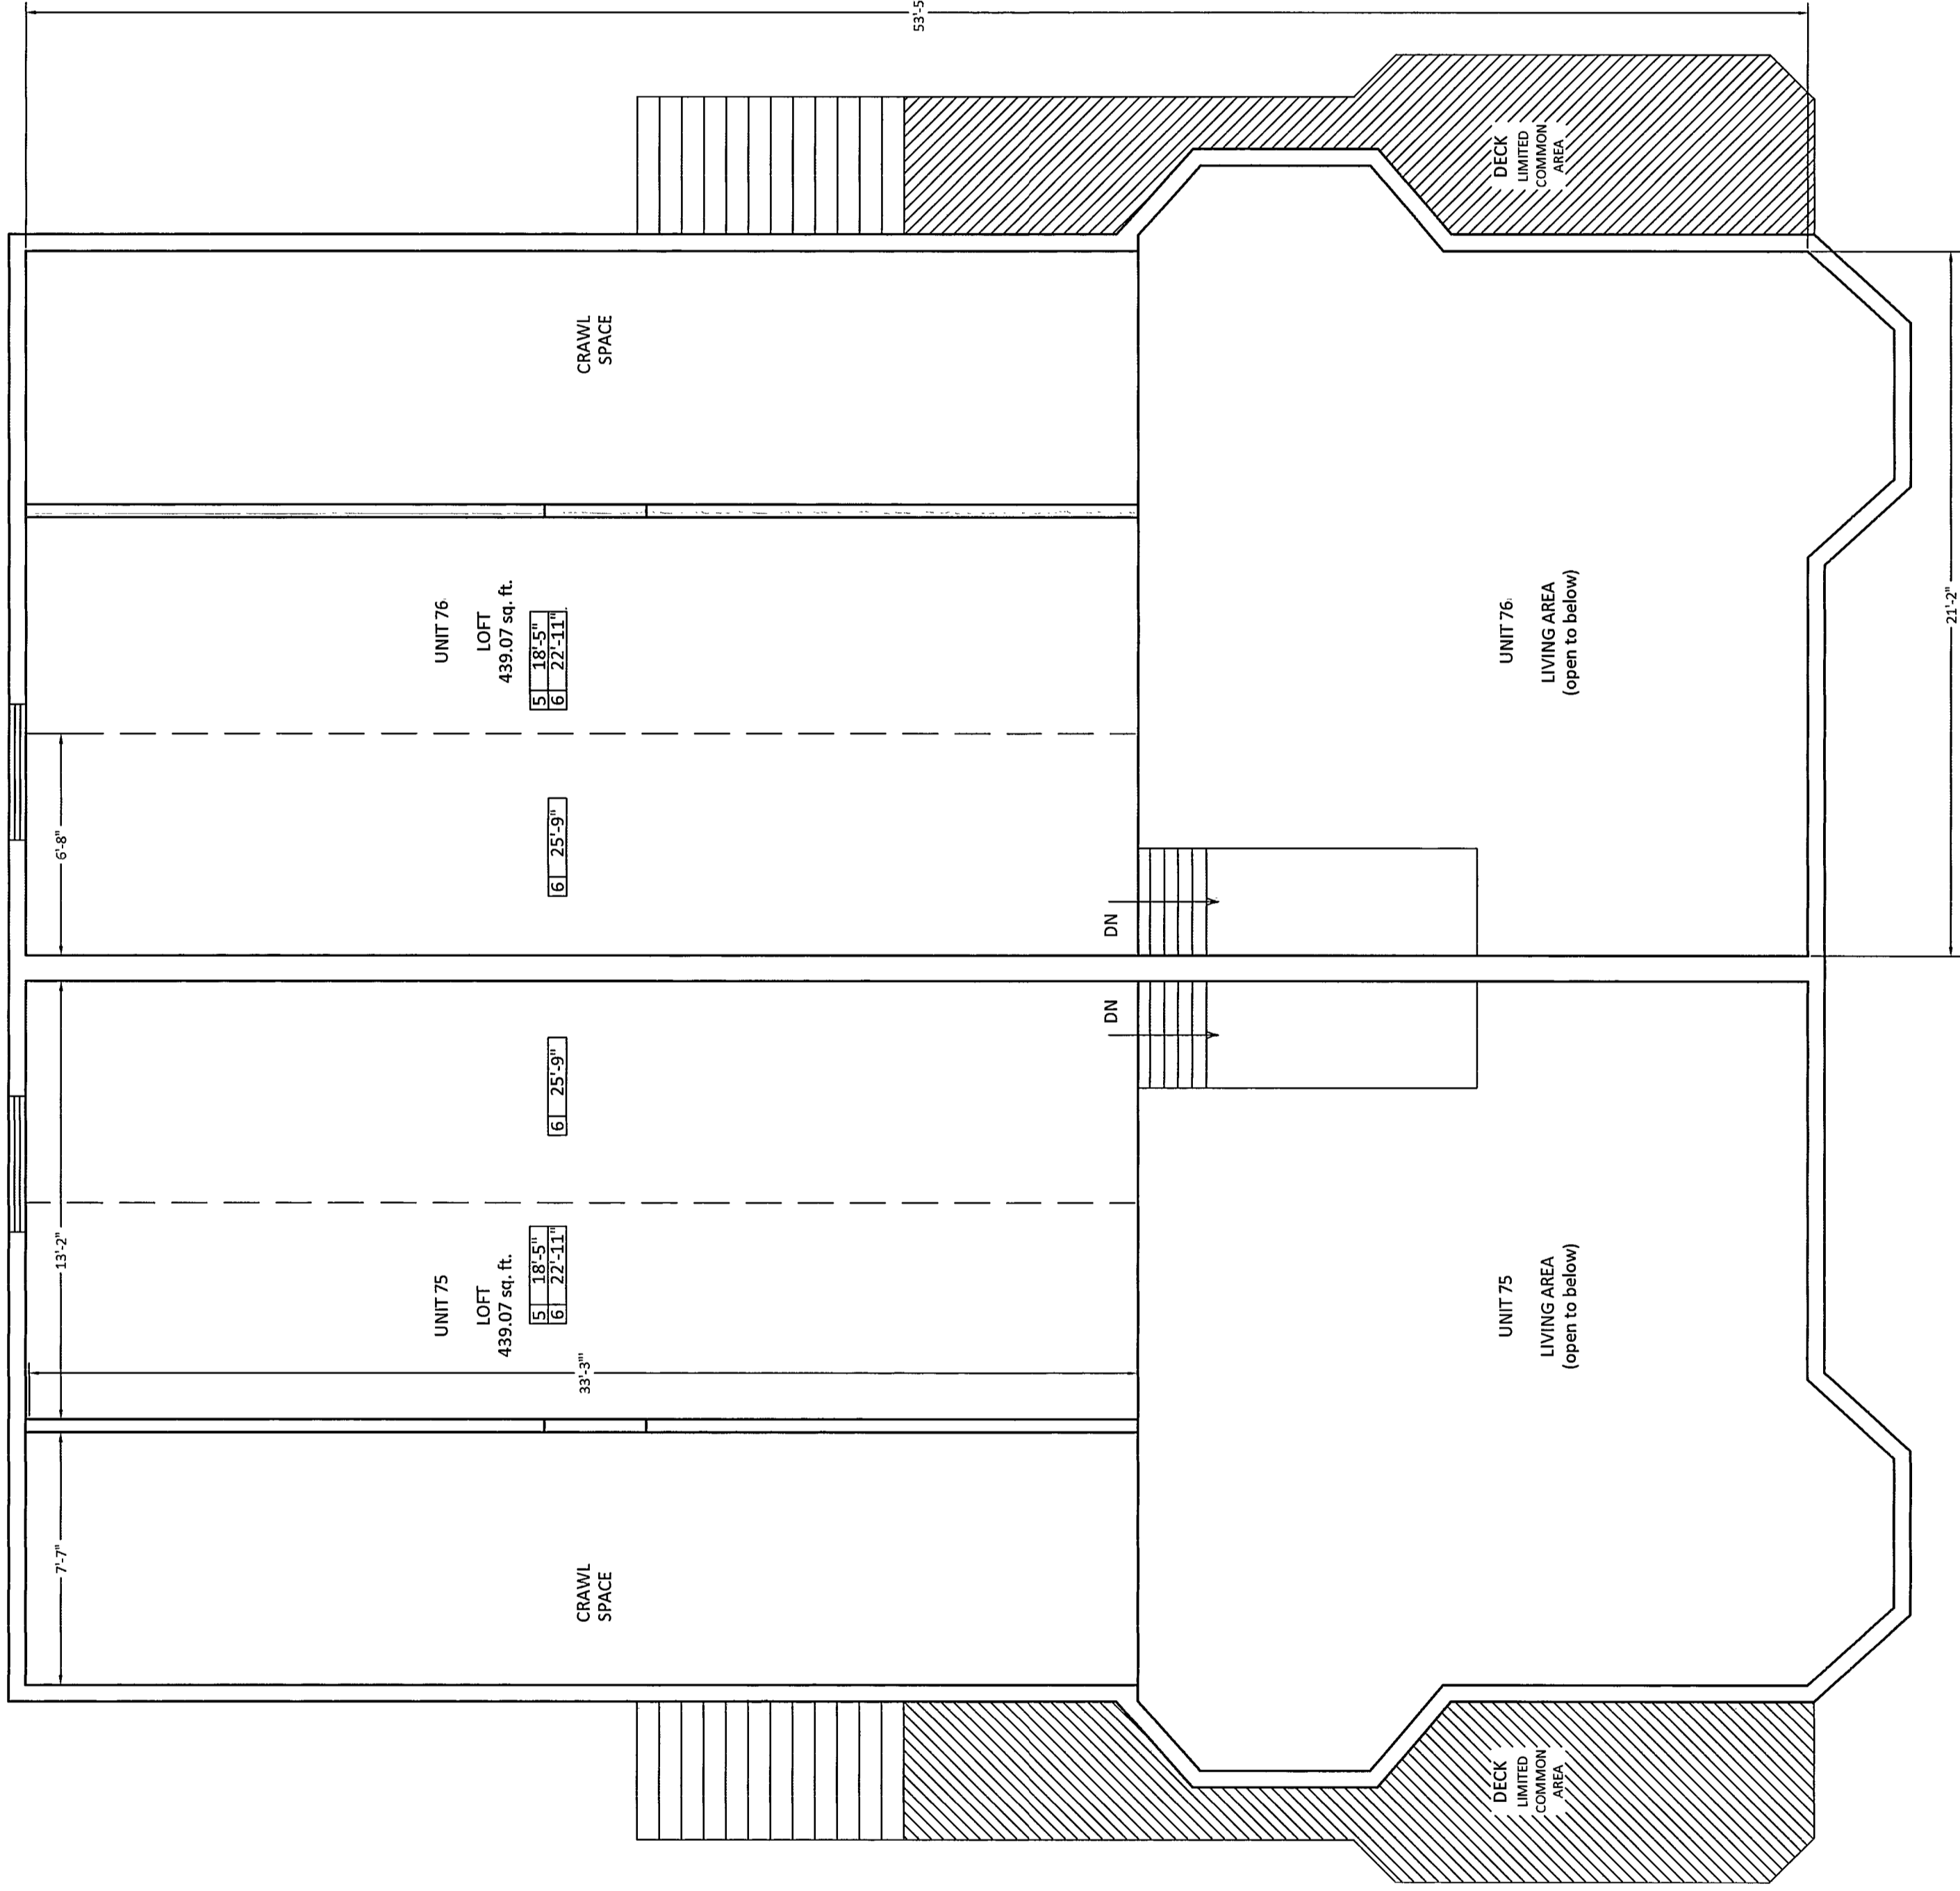 7'-7"
13'-2"
6'-8"
UNIT 75
LOFT
439.07 sq. ft.
5 18'-5"
6 22'-11"
6 25'-9"
UNIT 76
LOFT
439.07 sq. ft.
5 18'-5"
6 22'-11"
6 25'-9"
CRAWL
SPACE
33'-3"'
CRAWL
SPACE
53'-5
DN
DN
DECK
LIMITED
COMMON
AREA
UNIT 75
LIVING AREA
(open to below)
UNIT 76
LIVING AREA
(open to below)
DECK
LIMITED
COMMON
AREA
21'-2"